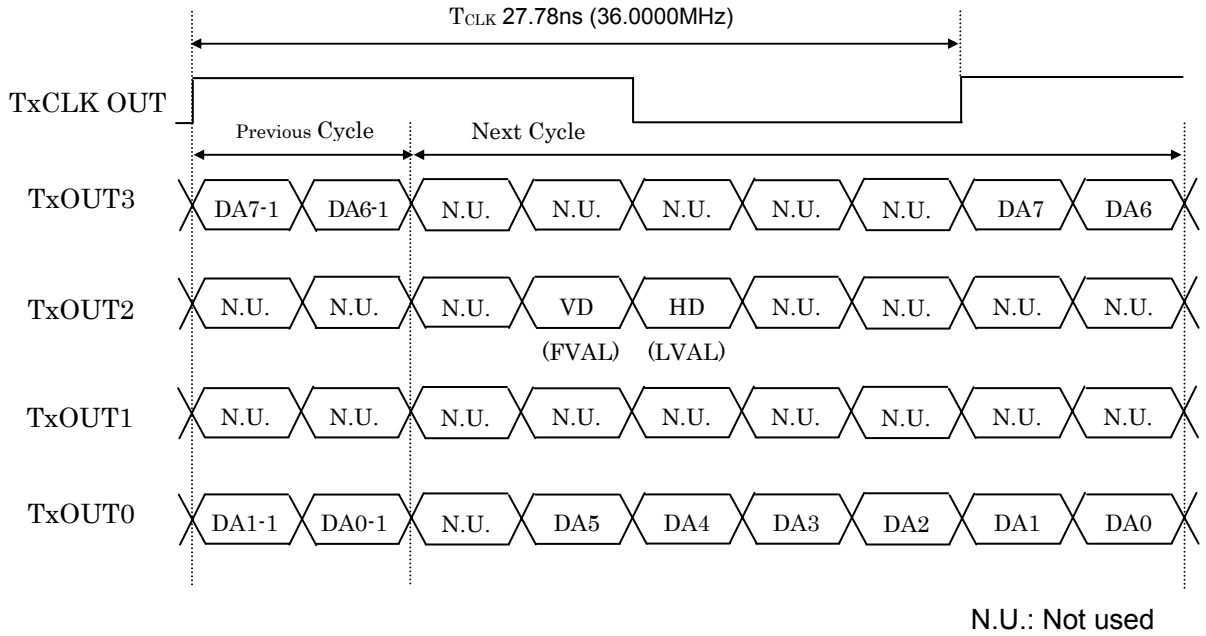 TCLK 27.78ns (36.0000MHz)
TxCLK OUT
Previous Cycle Next Cycle
TxOUT3 DA7-1 DA6-1 N.U. N.U. N.U. N.U. N.U. DA7 DA6
TxOUT2 N.U. N.U. N.U. VD HD N.U. N.U. N.U. N.U.
(FVAL) (LVAL)
TxOUT1 N.U. N.U. N.U. N.U. N.U. N.U. N.U. N.U. N.U.
TxOUT0 DA1-1 DA0-1 N.U. DA5 DA4 DA3 DA2 DA1 DA0
N.U.: Not used